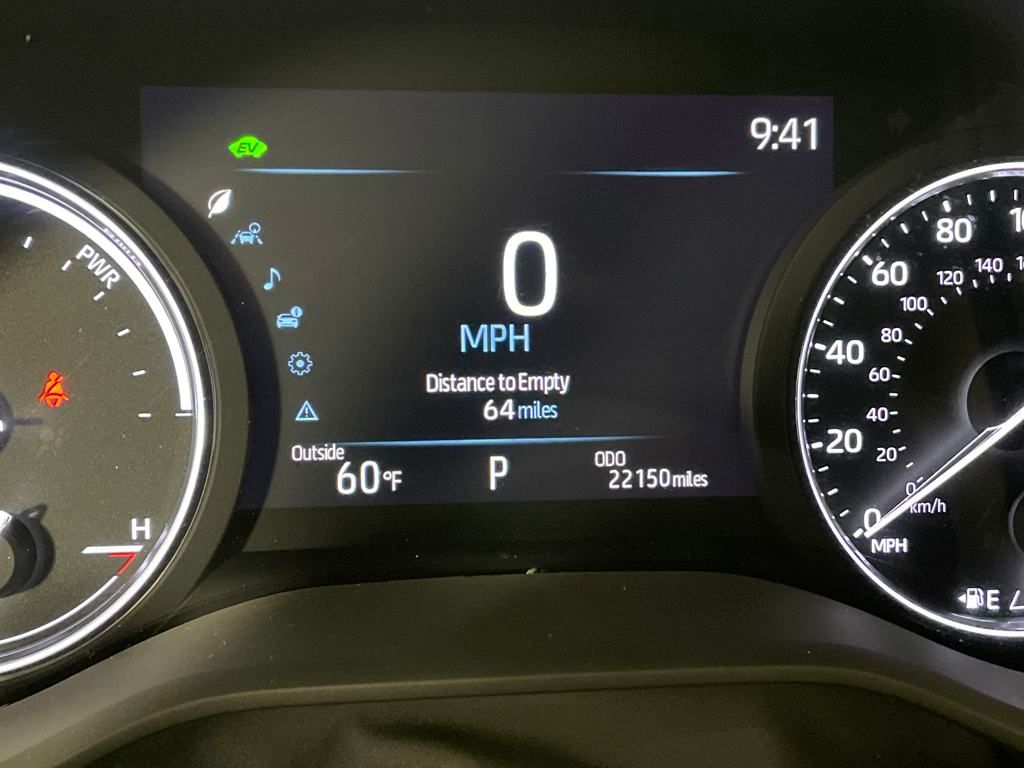 EV
9:41
PWR
0
MPH
Distance to Empty
64 miles
Outside
60°F
P
ODO
22150 miles
H
80
60
40
20
0
MPH
140
120
100
80
60
40
20
0
km/h
E